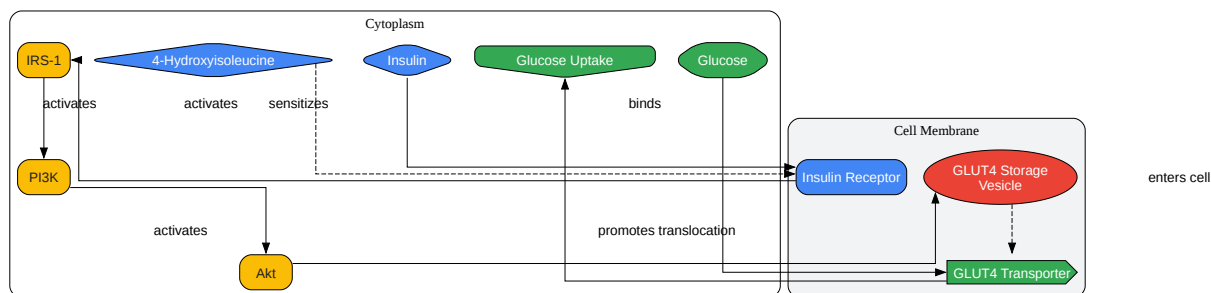 Cytoplasm
IRS-1
4-Hydroxyisoleucine
Insulin
Glucose Uptake
Glucose
activates
activates
sensitizes
binds
Cell Membrane
PI3K
Insulin Receptor
GLUT4 Storage
Vesicle
enters cell
activates
promotes translocation
Akt
GLUT4 Transporter